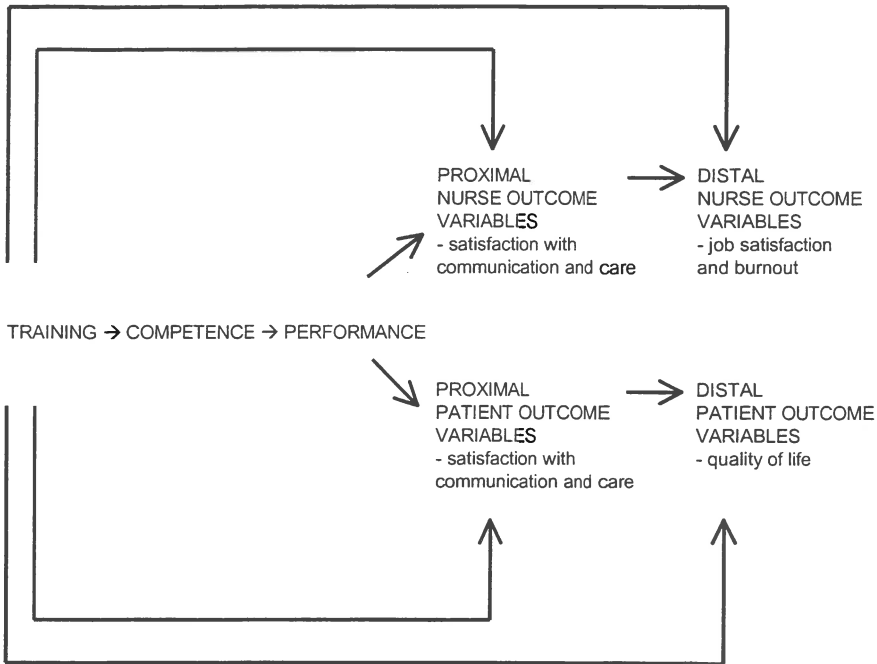 PROXIMAL
NURSE OUTCOME
VARIABLES
- satisfaction with
communication and care
DISTAL
NURSE OUTCOME
VARIABLES
- job satisfaction
and burnout
TRAINING → COMPETENCE → PERFORMANCE
PROXIMAL
PATIENT OUTCOME
VARIABLES
- satisfaction with
communication and care
DISTAL
PATIENT OUTCOME
VARIABLES
- quality of life